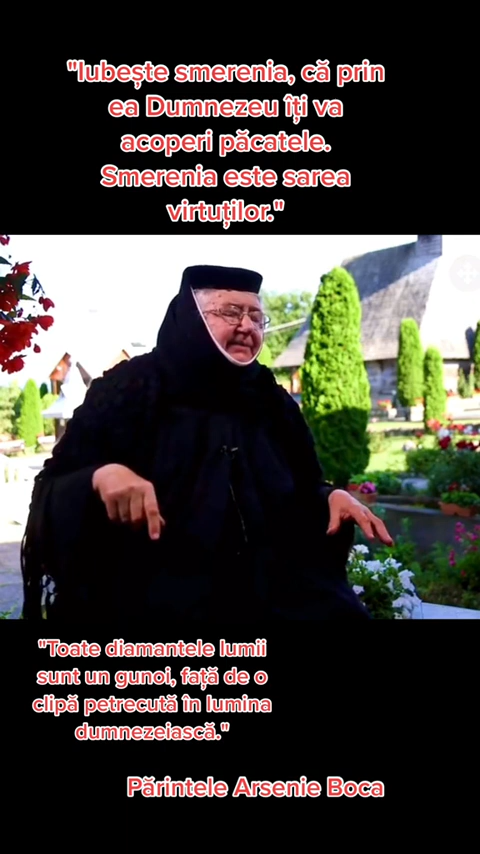 "Iubește smerenia, că prin
ea Dumnezeu îți va
acoperi păcatele.
Smerenia este sarea
virtuților."
"Toate diamantele lumii
sunt un gunoi, față de o
clipă petrecută în lumina
dumnezeiască."
Părintele Arsenie Boca